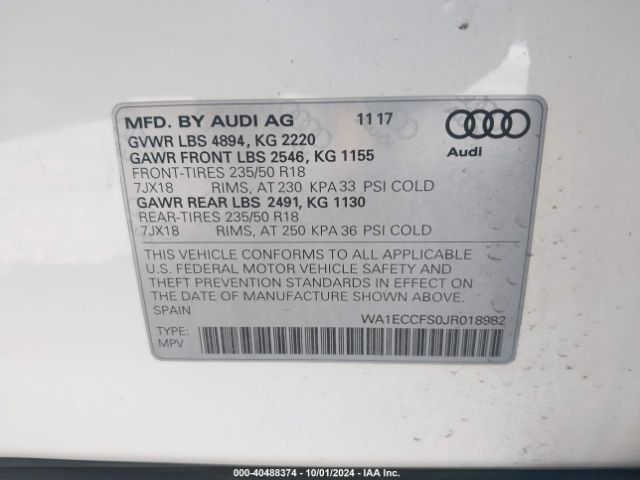 MFD. BY AUDI AG 11 17
GVWR LBS 4894, KG 2220
GAWR FRONT LBS 2546, KG 1155
FRONT-TIRES 235/50 R18
7JX18 RIMS, AT 230 KPA 33 PSI COLD
GAWR REAR LBS 2491, KG 1130
REAR-TIRES 235/50 R18
7JX18 RIMS, AT 250 KPA 36 PSI COLD
Audi
THIS VEHICLE CONFORMS TO ALL APPLICABLE
U.S. FEDERAL MOTOR VEHICLE SAFETY AND
THEFT PREVENTION STANDARDS IN EFFECT
ON THE DATE OF MANUFACTURE SHOWN ABOVE.
SPAIN
WA1ECCFS0JR018982
TYPE:
MPV
000-40488374 | 10/01/2024 | IAA Inc.